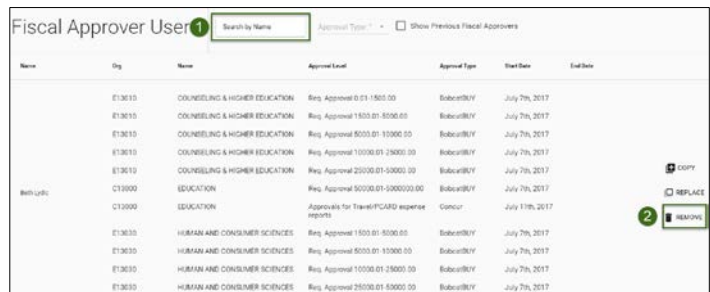 Fiscal Approver User 1 Search by Name Approval Type: * Show Previous Fiscal Approvers
Name Org Name Approval Level Approval Type Start Date End Date
E13010 COUNSELING & HIGHER EDUCATION Req. Approval 0.01-1500.00 BobcatBUY July 7th, 2017
E13010 COUNSELING & HIGHER EDUCATION Req. Approval 1500.01-5000.00 BobcatBUY July 7th, 2017
E13010 COUNSELING & HIGHER EDUCATION Req. Approval 5000.01-10000.00 BobcatBUY July 7th, 2017
E13010 COUNSELING & HIGHER EDUCATION Req. Approval 10000.01-25000.00 BobcatBUY July 7th, 2017
E13010 COUNSELING & HIGHER EDUCATION Req. Approval 25000.01-50000.00 BobcatBUY July 7th, 2017
COPY
Beth Lydic C13000 EDUCATION Req. Approval 50000.01-5000000.00 BobcatBUY July 7th, 2017
REPLACE
C13000 EDUCATION Approvals for Travel/PCARD expense reports Concur July 17th, 2017
2 REMOVE
E13030 HUMAN AND CONSUMER SCIENCES Req. Approval 1500.01-5000.00 BobcatBUY July 7th, 2017
E13030 HUMAN AND CONSUMER SCIENCES Req. Approval 5000.01-10000.00 BobcatBUY July 7th, 2017
E13030 HUMAN AND CONSUMER SCIENCES Req. Approval 10000.01-25000.00 BobcatBUY July 7th, 2017
E13030 HUMAN AND CONSUMER SCIENCES Req. Approval 25000.01-50000.00 BobcatBUY July 7th, 2017